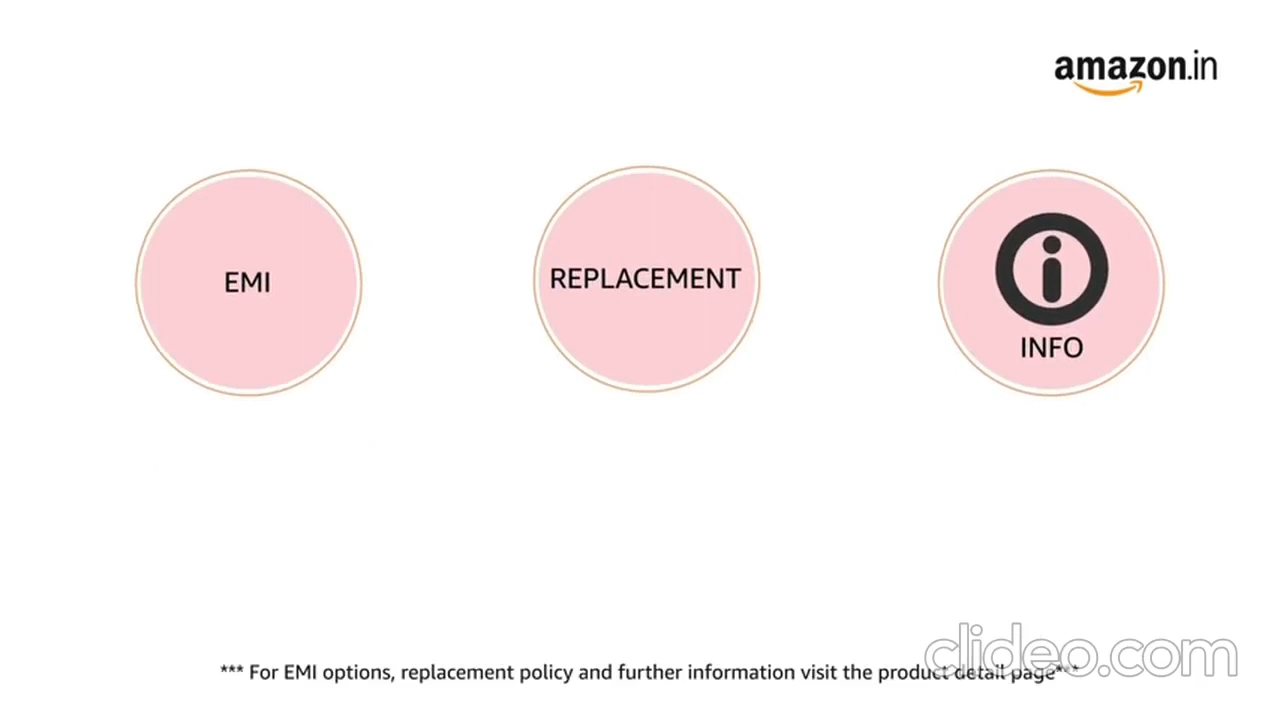 amazon.in
EMI
REPLACEMENT
INFO
*** For EMI options, replacement policy and further information visit the product detail page***
clideo.com